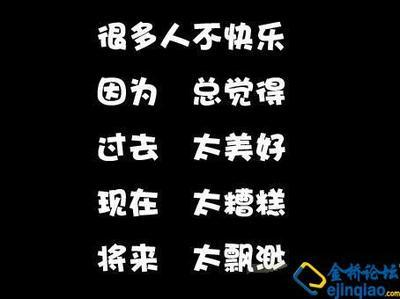 很多人不快乐
因为 总觉得
过去 太美好
现在 太糟糕
将来 太飘渺
金桥论坛
ejinqiao.com